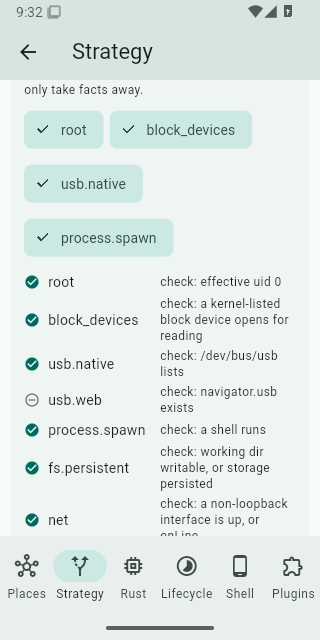 9:32
Strategy
only take facts away.
root
block_devices
usb.native
process.spawn
root
check: effective uid 0
block_devices
check: a kernel-listed
block device opens for
reading
usb.native
check: /dev/bus/usb
lists
usb.web
check: navigator.usb
exists
process.spawn
check: a shell runs
fs.persistent
check: working dir
writable, or storage
persisted
net
check: a non-loopback
interface is up, or
onLine
Places
Strategy
Rust
Lifecycle
Shell
Plugins